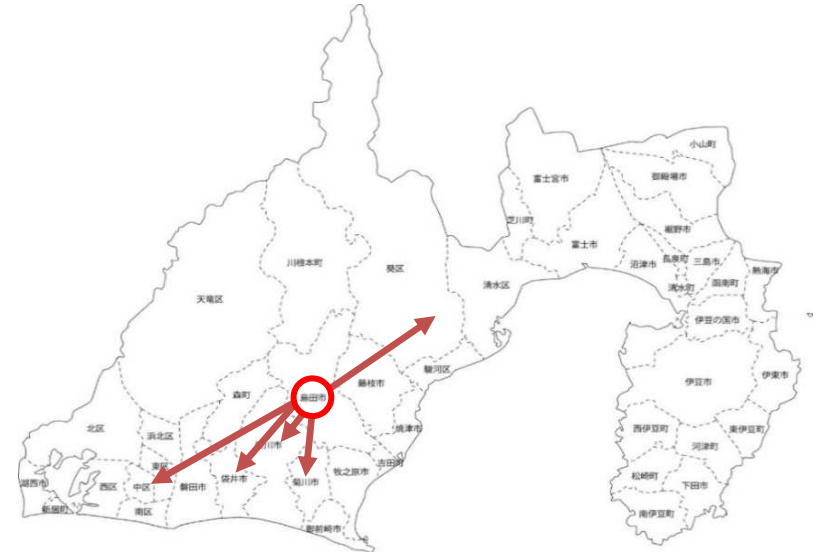 小山町
御殿場市
富士宮市
芝川町
裾野市
富士市
川根本町
葵区
長泉町
三島市
沼津市
熱海市
清水区
清水町
函南町
天竜区
伊豆の国市
駿河区
伊東市
伊豆市
藤枝市
森町
島田市
北区
浜北区
焼津市
西伊豆町
東伊豆町
河津町
川市
東区
吉田町
牧之原市
袋井市
菊川市
松崎町
湖西市
西区
中区
磐田市
下田市
新居町
南区
南伊豆町
御前崎市